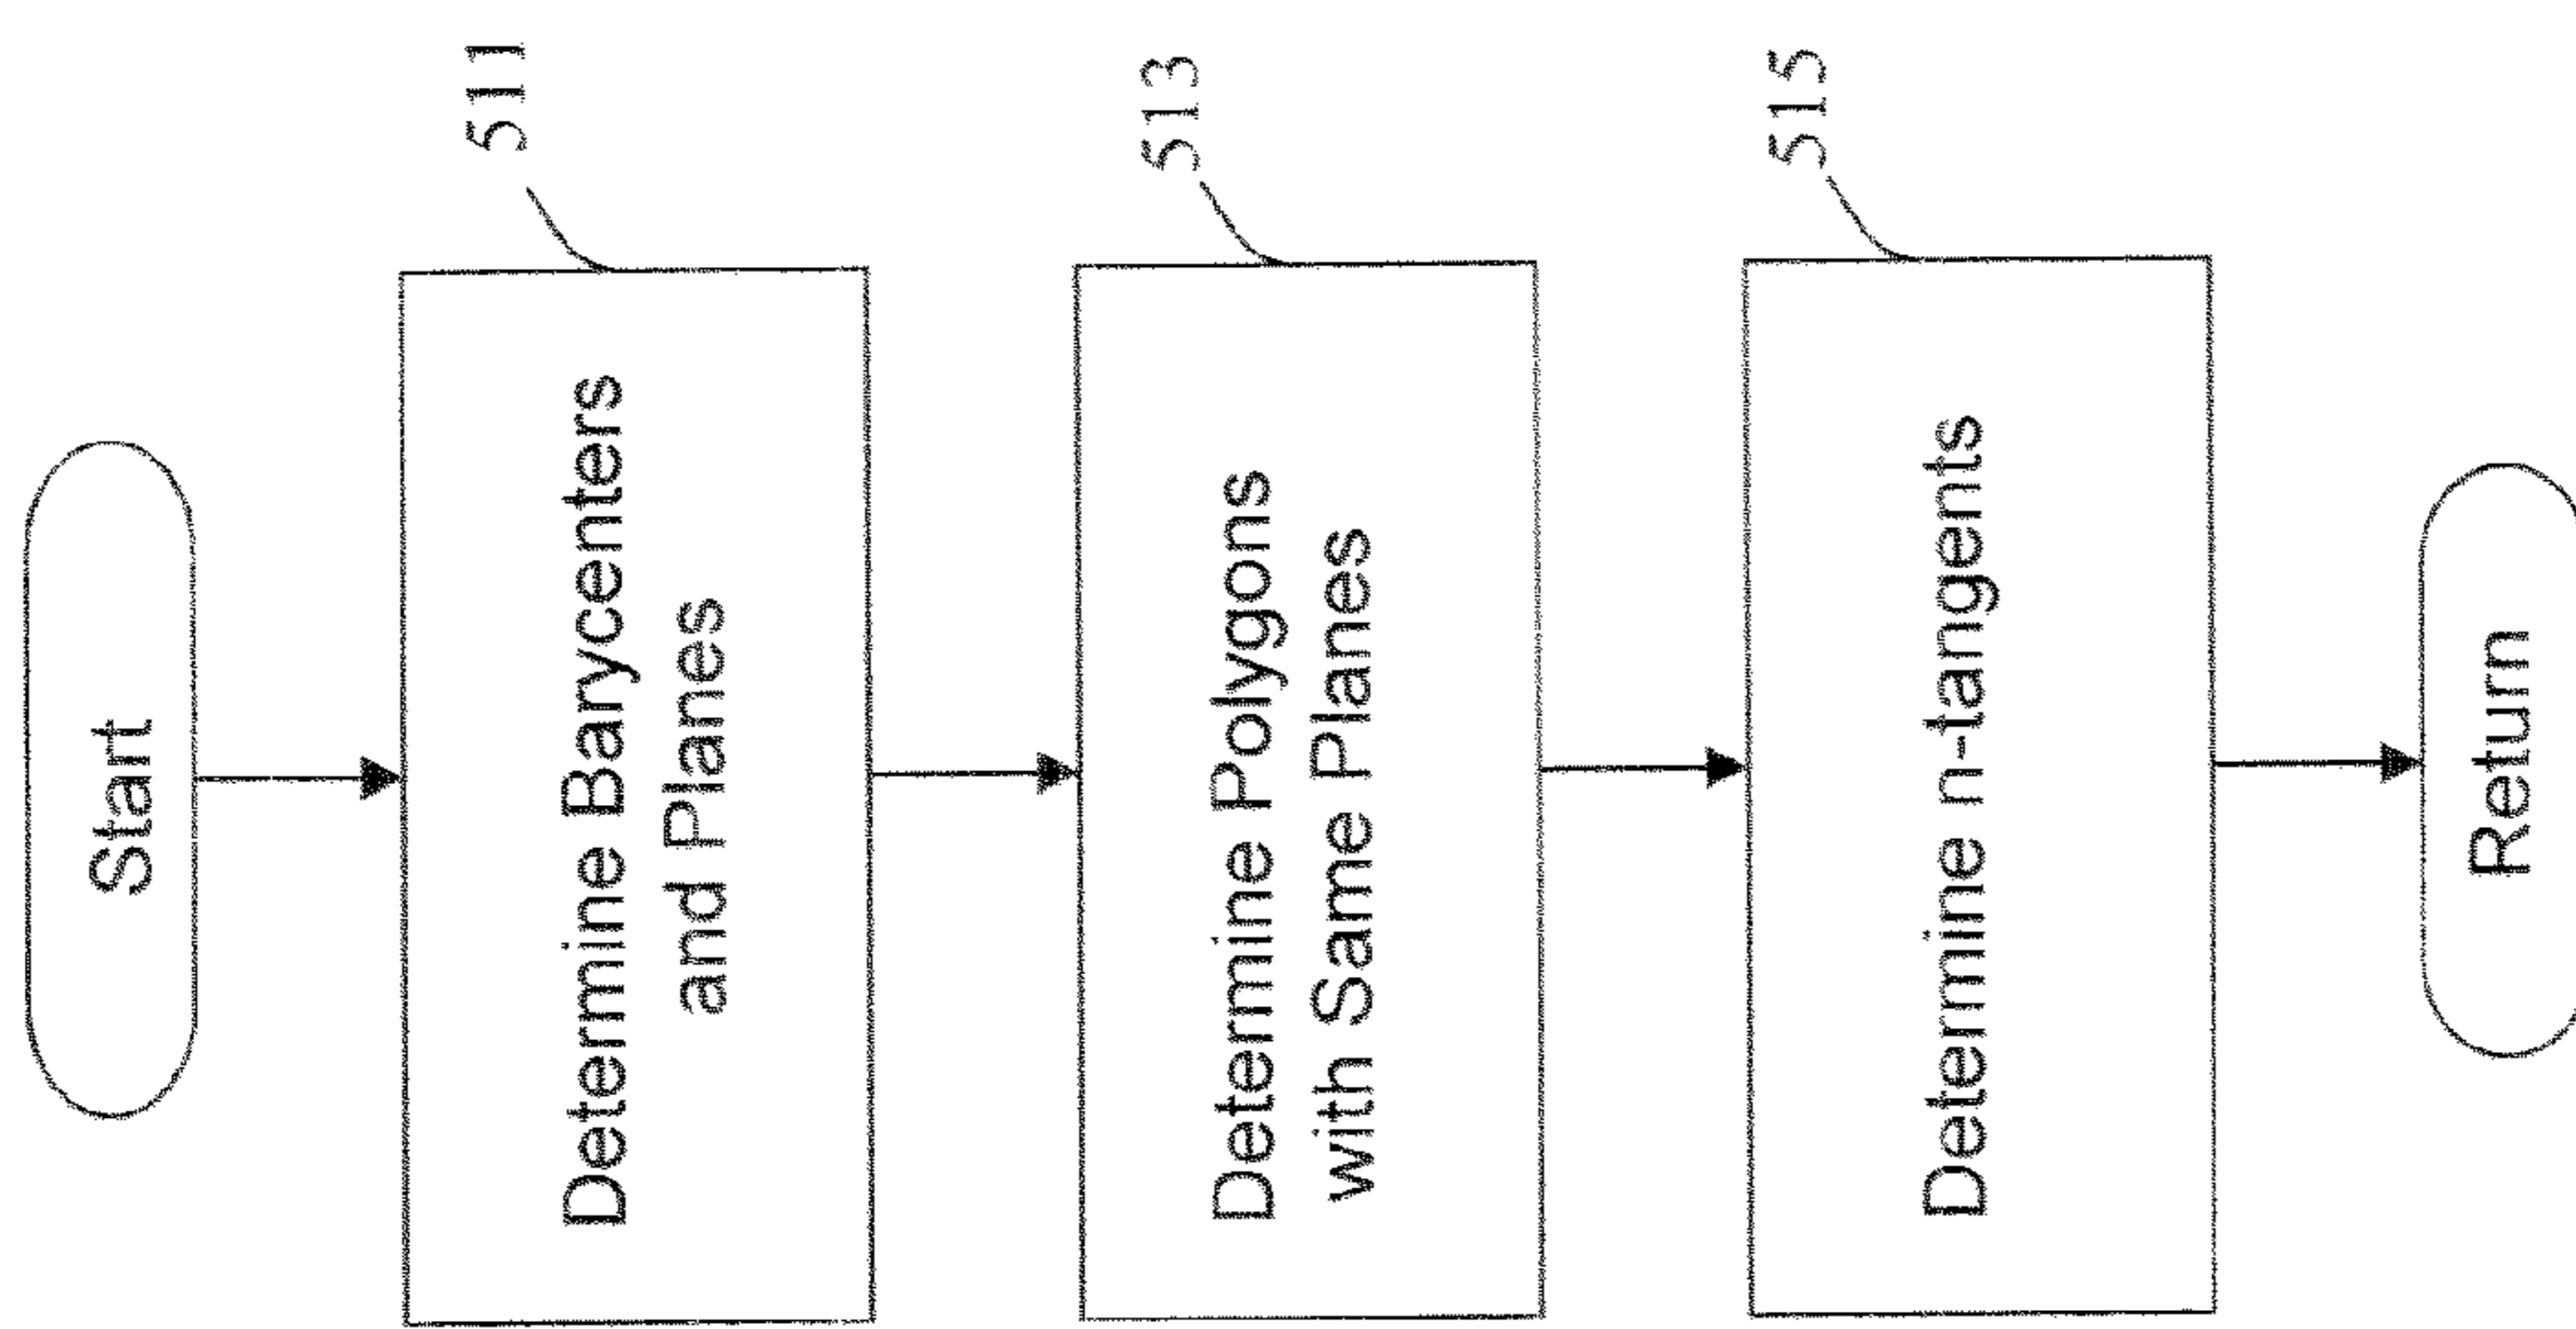 Start
511
Determine Barycenters
and Planes
513
Determine Polygons
with Same Planes
515
Determine n-tangents
Return